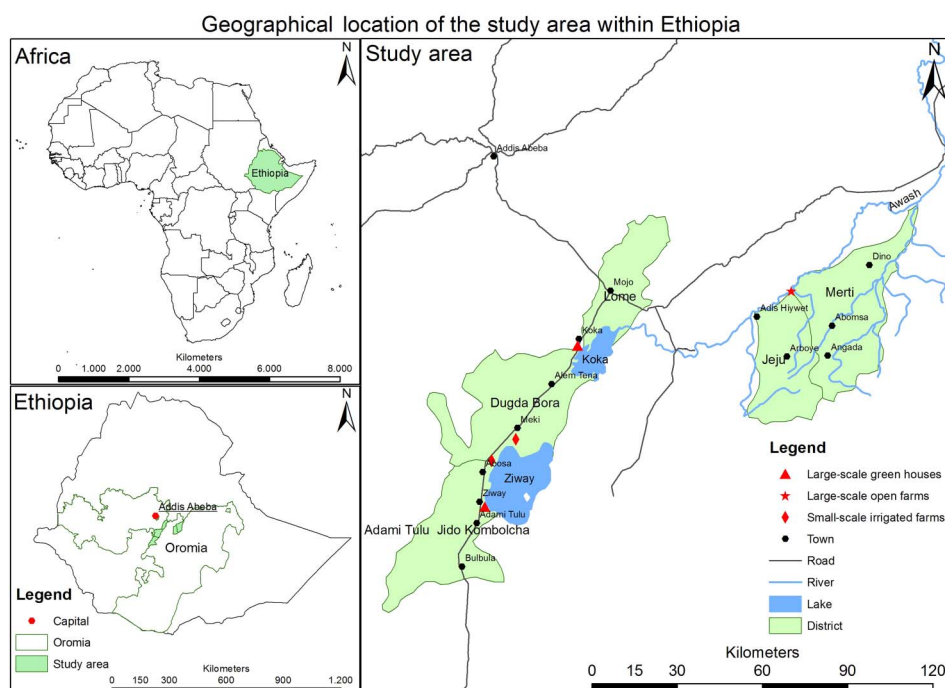 Geographical location of the study area within Ethiopia
Africa
N
Ethiopia
Kilometers
0 1.000 2.000 4.000 6.000 8.000
Ethiopia
N
Addis Abeba
Oromia
Legend
Capital
Oromia
Study area
Kilometers
0 150 300 600 900 1.200
Study area
N
Addis Abeba
Awash
Dino
Mojo
Lome
Merti
Adis Hiywet
Abomsa
Koka
Koka
Arboye
Angada
Jeju
Alem Tena
Dugda Bora
Meki
Abosa
Ziway
Ziway
Adami Tulu
Adami Tulu Jido Kombolcha
Bulbula
Legend
Large-scale green houses
Large-scale open farms
Small-scale irrigated farms
Town
Road
River
Lake
District
Kilometers
0 15 30 60 90 120